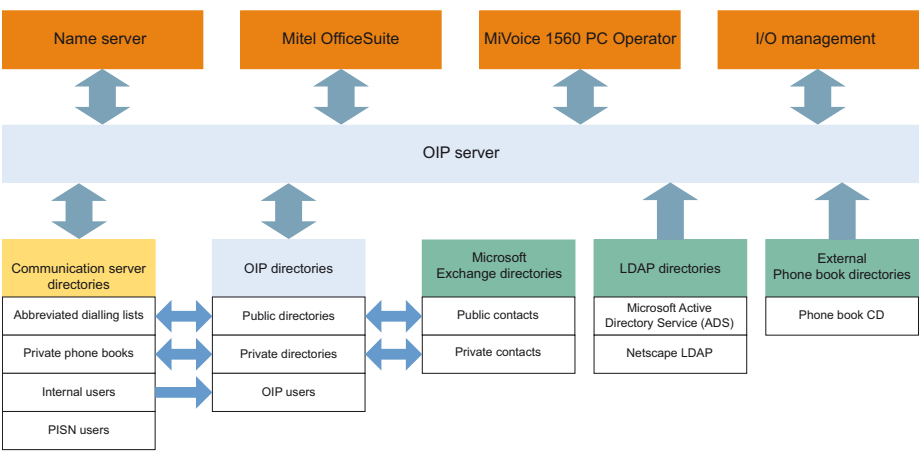 Name server
Mitel OfficeSuite
MiVoice 1560 PC Operator
I/O management
OIP server
Communication server
directories
OIP directories
Microsoft
Exchange directories
LDAP directories
External
Phone book directories
Abbreviated dialling lists
Public directories
Public contacts
Microsoft Active
Directory Service (ADS)
Phone book CD
Private phone books
Private directories
Private contacts
Netscape LDAP
Internal users
OIP users
PISN users